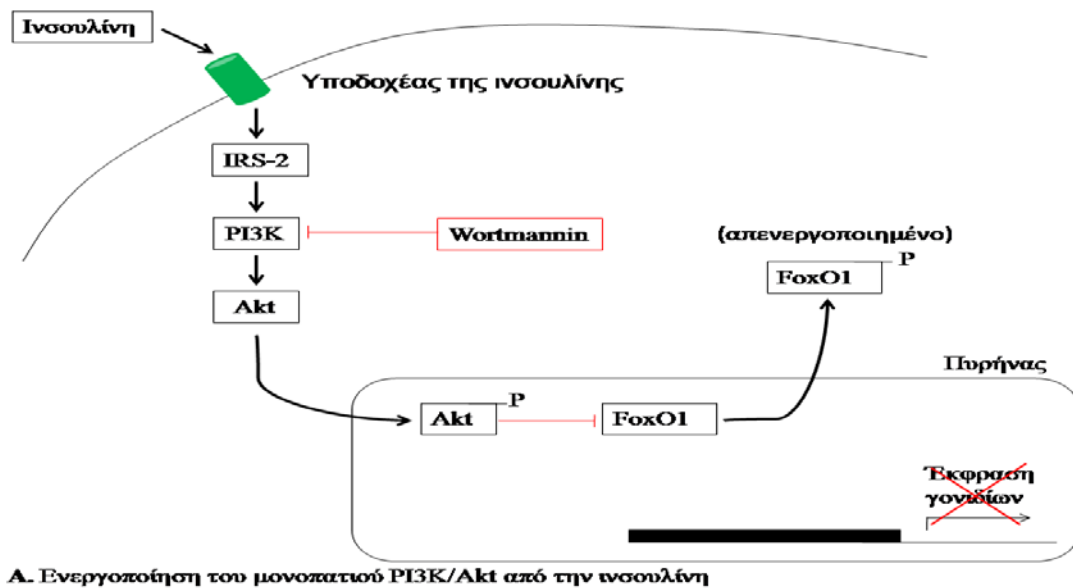 Ινσουλίνη
Υποδοχέας της ινσουλίνης
IRS-2
PI3K
Wortmannin
(απενεργοποιημένο)
P
FoxO1
Akt
Πυρήνας
P
Akt
FoxO1
Έκφραση
γονιδίων
Α. Ενεργοποίηση του μονοπατιού PI3K/Akt από την ινσουλίνη